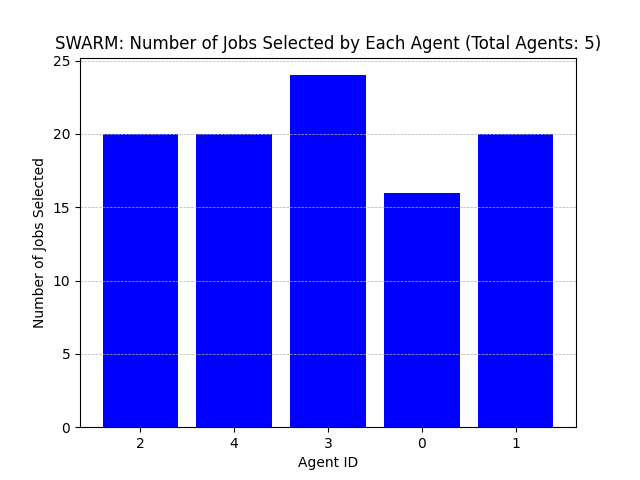 SWARM: Number of Jobs Selected by Each Agent (Total Agents: 5)
25
20
15
10
5
0
Number of Jobs Selected
2 4 3 0 1
Agent ID